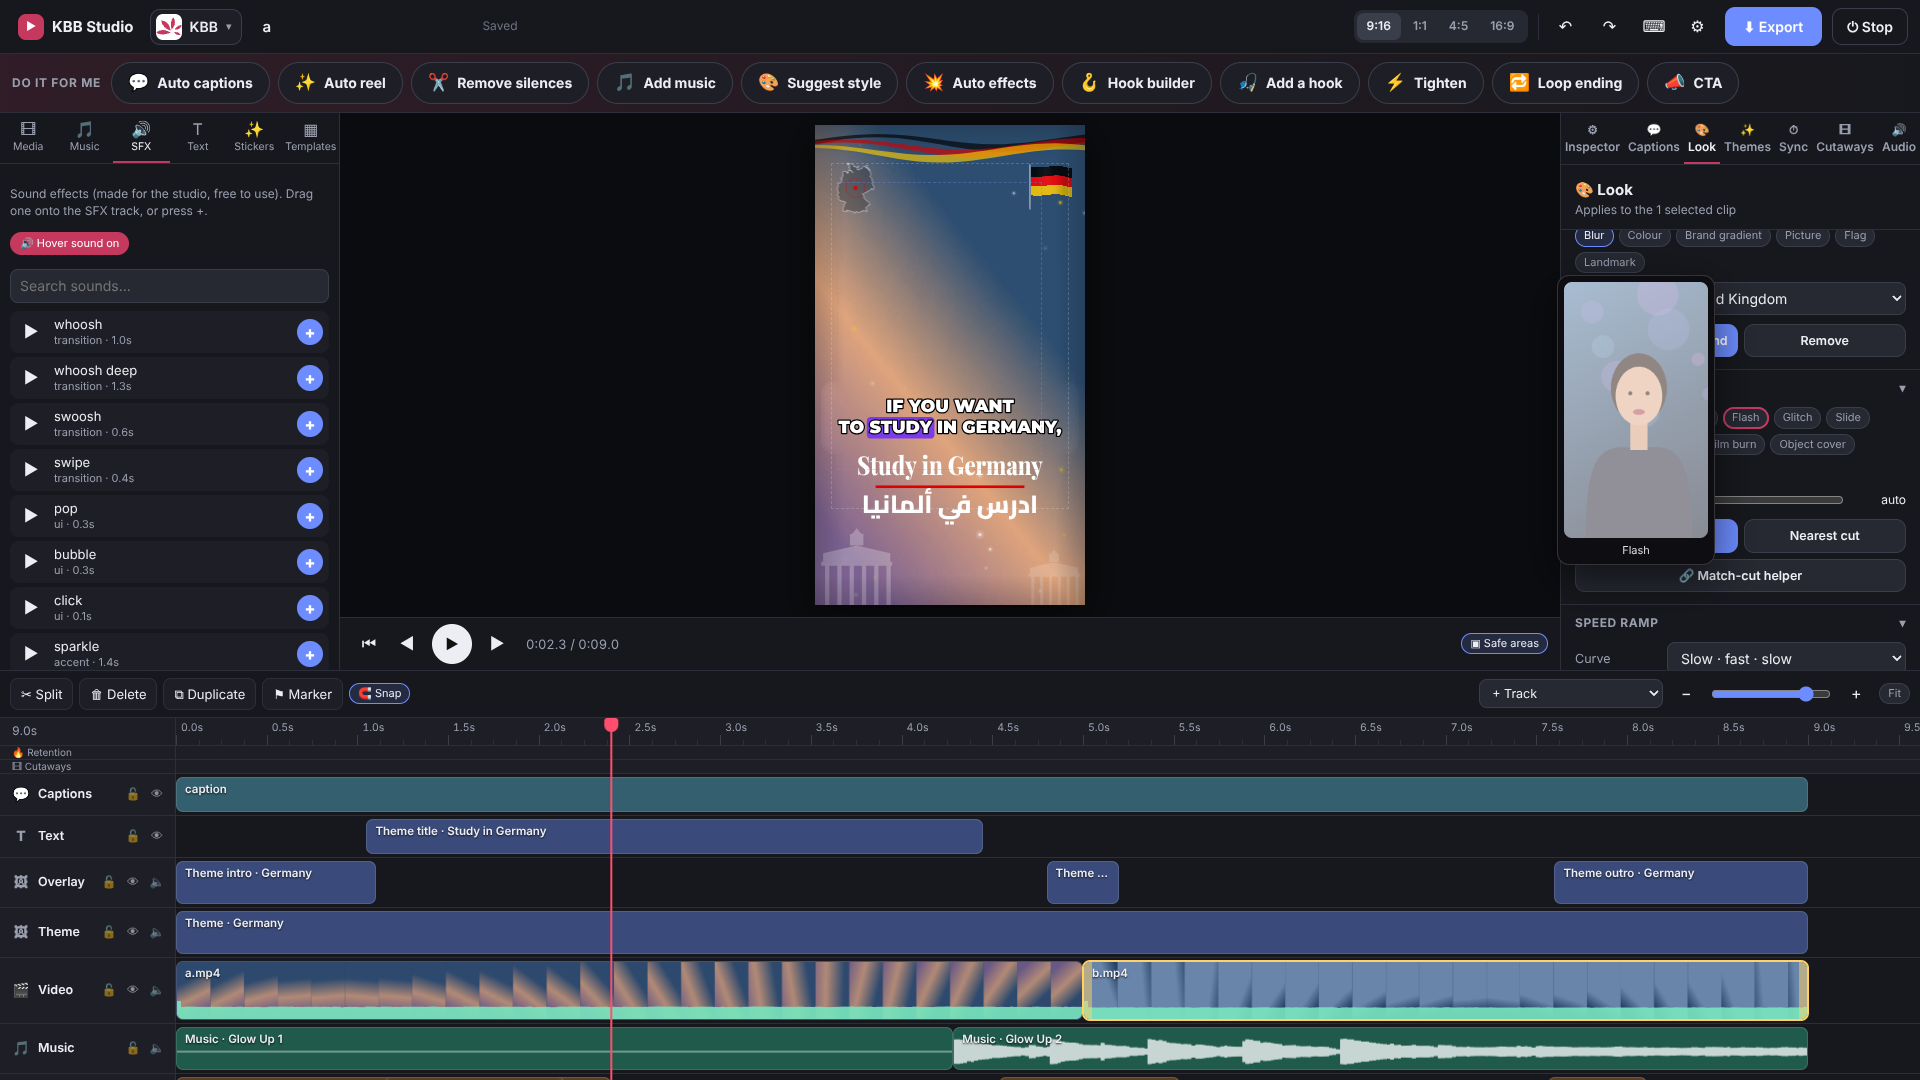 KBB Studio
KBB
a
Saved
9:16
1:1
4:5
16:9
Export
Stop
DO IT FOR ME
Auto captions
Auto reel
Remove silences
Add music
Suggest style
Auto effects
Hook builder
Add a hook
Tighten
Loop ending
CTA
Media
Music
SFX
Text
Stickers
Templates
Sound effects (made for the studio, free to use). Drag
one onto the SFX track, or press +.
Hover sound on
Search sounds...
whoosh
transition · 1.0s
whoosh deep
transition · 1.3s
swoosh
transition · 0.6s
swipe
transition · 0.4s
pop
ui · 0.3s
bubble
ui · 0.3s
click
ui · 0.1s
sparkle
accent · 1.4s
IF YOU WANT
TO STUDY IN GERMANY,
Study in Germany
ادرس في ألمانيا
0:02.3 / 0:09.0
Safe areas
Inspector
Captions
Look
Themes
Sync
Cutaways
Audio
Look
Applies to the 1 selected clip
Blur
Colour
Brand gradient
Picture
Flag
Landmark
d Kingdom
nd
Remove
Flash
Glitch
Slide
ilm burn
Object cover
auto
Nearest cut
Flash
Match-cut helper
SPEED RAMP
Curve
Slow · fast · slow
Split
Delete
Duplicate
Marker
Snap
+ Track
Fit
9.0s
0.0s
0.5s
1.0s
1.5s
2.0s
2.5s
3.0s
3.5s
4.0s
4.5s
5.0s
5.5s
6.0s
6.5s
7.0s
7.5s
8.0s
8.5s
9.0s
9.5
Retention
Cutaways
Captions
caption
Text
Theme title · Study in Germany
Overlay
Theme intro · Germany
Theme ...
Theme outro · Germany
Theme
Theme · Germany
Video
a.mp4
b.mp4
Music
Music · Glow Up 1
Music · Glow Up 2